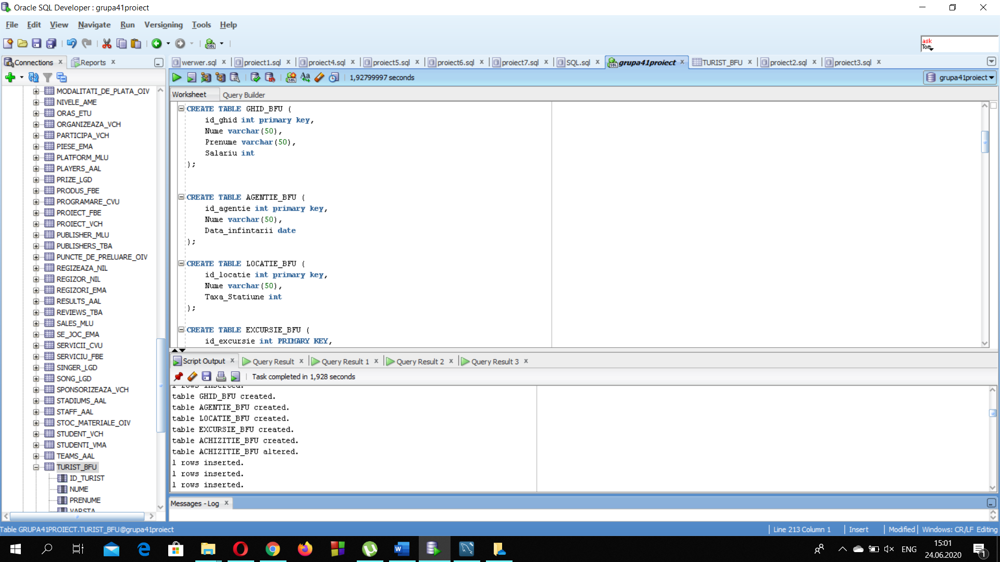 Oracle SQL Developer : grupa41proiect
File Edit View Navigate Run Versioning Tools Help
ask
Tom
Connections x Reports x
werwer.sql x proiect1.sql x proiect4.sql x proiect5.sql x proiect6.sql x proiect7.sql x SQL.sql x grupa41proiect x TURIST_BFU x proiect2.sql x proiect3.sql x
1,92799997 seconds
grupa41proiect
Worksheet Query Builder
MODALITATI_DE_PLATA_OIV
NIVELE_AME
ORAS_ETU
ORGANIZEAZA_VCH
PARTICIPA_VCH
PIESE_EMA
PLATFORM_MLU
PLAYERS_AAL
PRIZE_LGD
PRODUS_FBE
PROGRAMARE_CVU
PROIECT_FBE
PROIECT_VCH
PUBLISHER_MLU
PUBLISHERS_TBA
PUNCTE_DE_PRELUARE_OIV
REGIZEAZA_NIL
REGIZOR_NIL
REGIZORI_EMA
RESULTS_AAL
REVIEWS_TBA
SALES_MLU
SE_JOC_EMA
SERVICII_CVU
SERVICIU_FBE
SINGER_LGD
SONG_LGD
SPONSORIZEAZA_VCH
STADIUMS_AAL
STAFF_AAL
STOC_MATERIALE_OIV
STUDENT_VCH
STUDENTI_VMA
TEAMS_AAL
TURIST_BFU
ID_TURIST
NUME
PRENUME
VARSTA
CREATE TABLE GHID_BFU (
id_ghid int primary key,
Nume varchar(50),
Prenume varchar(50),
Salariu int
);
CREATE TABLE AGENTIE_BFU (
id_agentie int primary key,
Nume varchar(50),
Data_infintarii date
);
CREATE TABLE LOCATIE_BFU (
id_locatie int primary key,
Nume varchar(50),
Taxa_Statiune int
);
CREATE TABLE EXCURSIE_BFU (
id_excursie int PRIMARY KEY,
Script Output x Query Result x Query Result 1 x Query Result 2 x Query Result 3 x
Task completed in 1,928 seconds
1 rows inserted.
table GHID_BFU created.
table AGENTIE_BFU created.
table LOCATIE_BFU created.
table EXCURSIE_BFU created.
table ACHIZITIE_BFU created.
table ACHIZITIE_BFU altered.
1 rows inserted.
1 rows inserted.
1 rows inserted.
Messages - Log x
Table GRUPA41PROIECT.TURIST_BFU@grupa41proiect
Line 213 Column 1 Insert Modified Windows: CR/LF Editing
ENG
15:01
24.06.2020
1